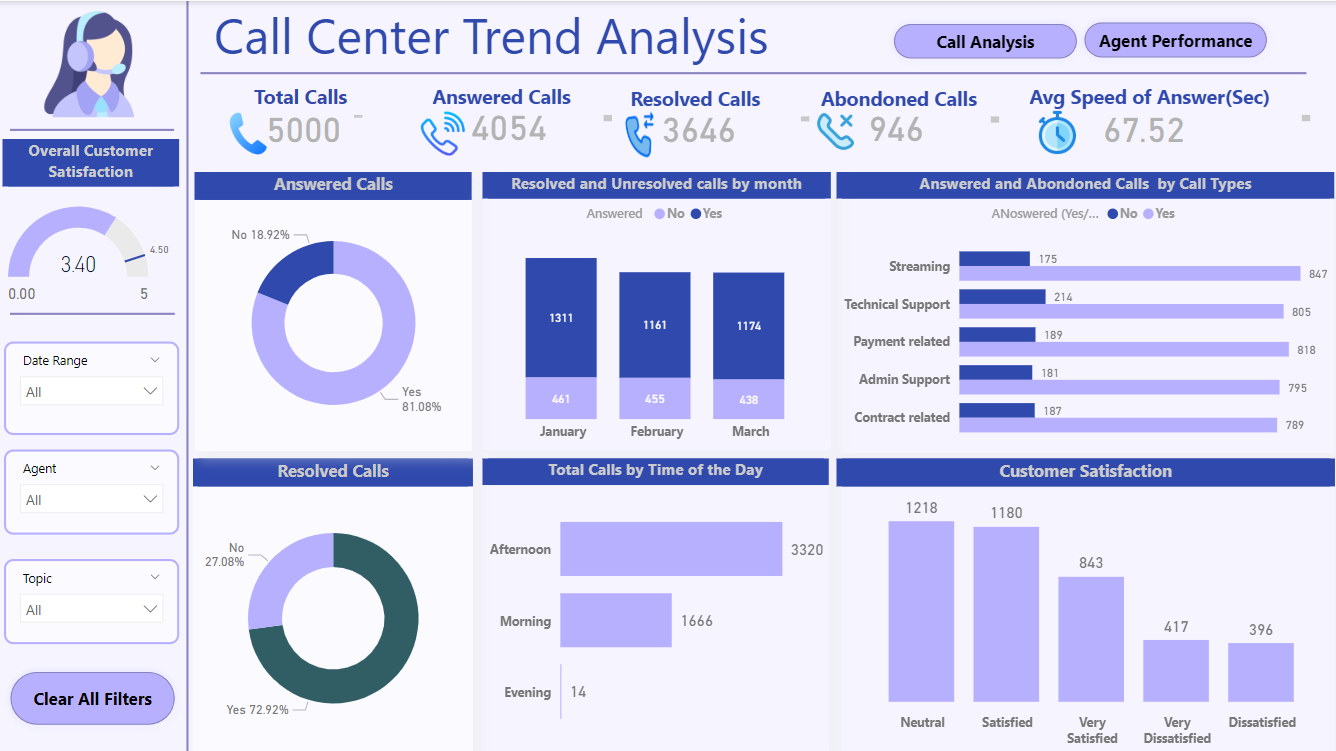 Call Center Trend Analysis
Call Analysis
Agent Performance
Total Calls
5000
Answered Calls
4054
Resolved Calls
3646
Abondoned Calls
946
Avg Speed of Answer(Sec)
67.52
Overall Customer
Satisfaction
3.40
4.50
0.00
5
Date Range
All
Agent
All
Topic
All
Clear All Filters
Answered Calls
No 18.92%
Yes
81.08%
Resolved and Unresolved calls by month
Answered No Yes
1311
1161
1174
461
455
438
January
February
March
Answered and Abondoned Calls by Call Types
ANoswered (Yes/... No Yes
Streaming
175
847
Technical Support
214
805
Payment related
189
818
Admin Support
181
795
Contract related
187
789
Resolved Calls
No
27.08%
Yes 72.92%
Total Calls by Time of the Day
Afternoon
3320
Morning
1666
Evening
14
Customer Satisfaction
1218
1180
843
417
396
Neutral
Satisfied
Very
Satisfied
Very
Dissatisfied
Dissatisfied